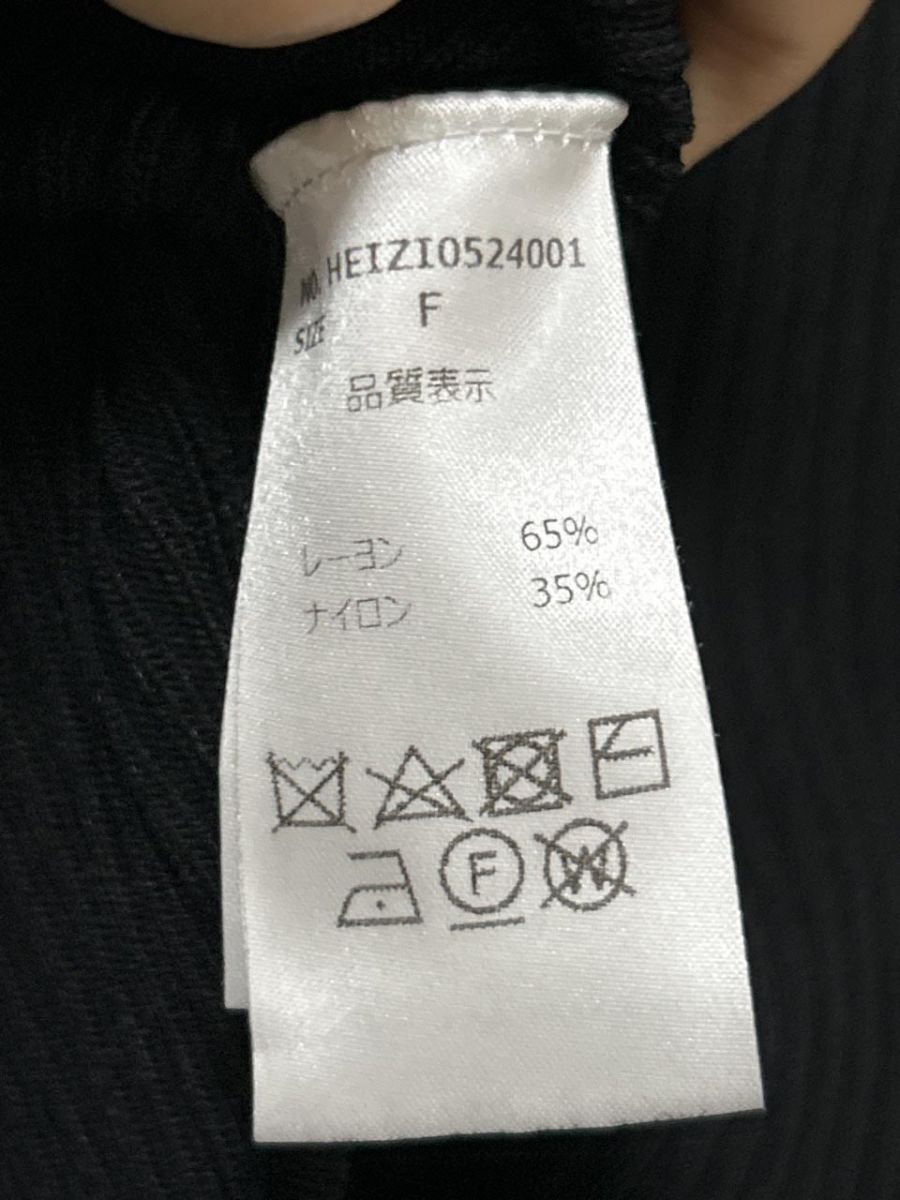 NO. HEIZI0524001
SIZE F
品質表示
レーヨン 65%
ナイロン 35%
F
W